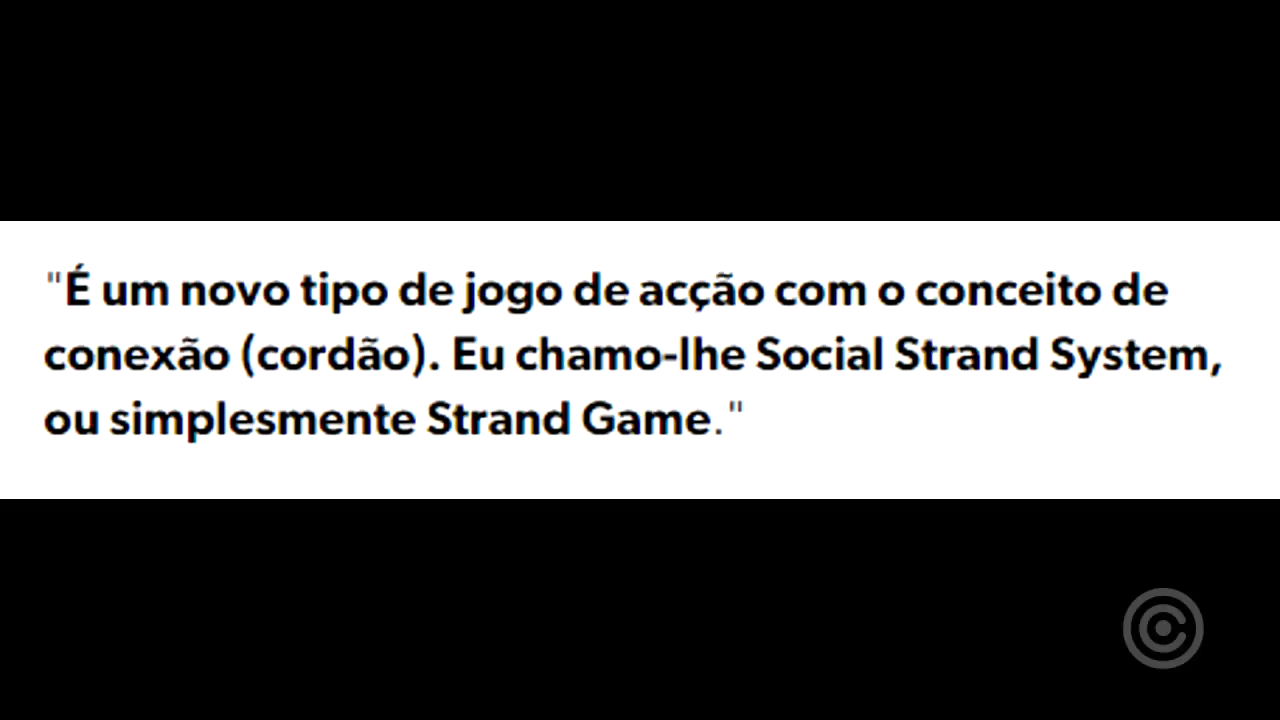 "É um novo tipo de jogo de acção com o conceito de
conexão (cordão). Eu chamo-lhe Social Strand System,
ou simplesmente Strand Game."